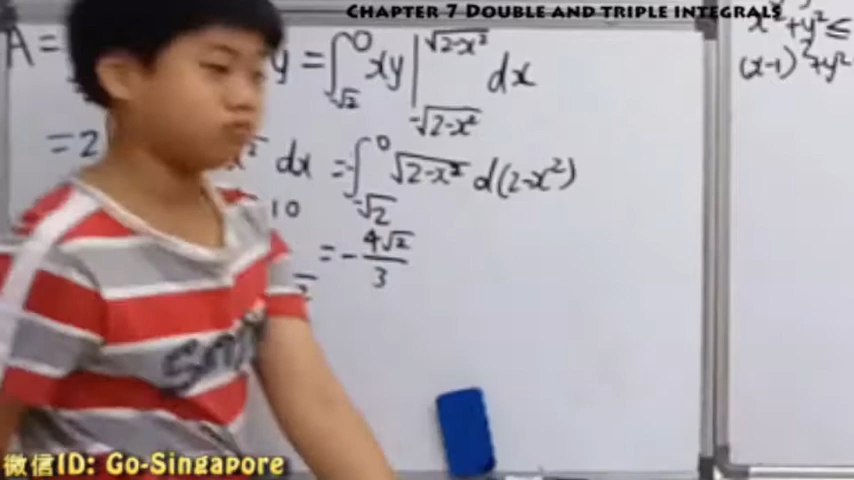 CHAPTER 7 DOUBLE AND TRIPLE INTEGRALS
A = y = ∫_{-√2}^{0} xy |_{-√(2-x²)}^{√(2-x²)} dx
= 2 x² dx = -∫_{-√2}^{0} √(2-x²) d(2-x²)
10
= - 4√2/3
x² + y² ≤
(x-1)² + y²
微信ID: Go-Singapore